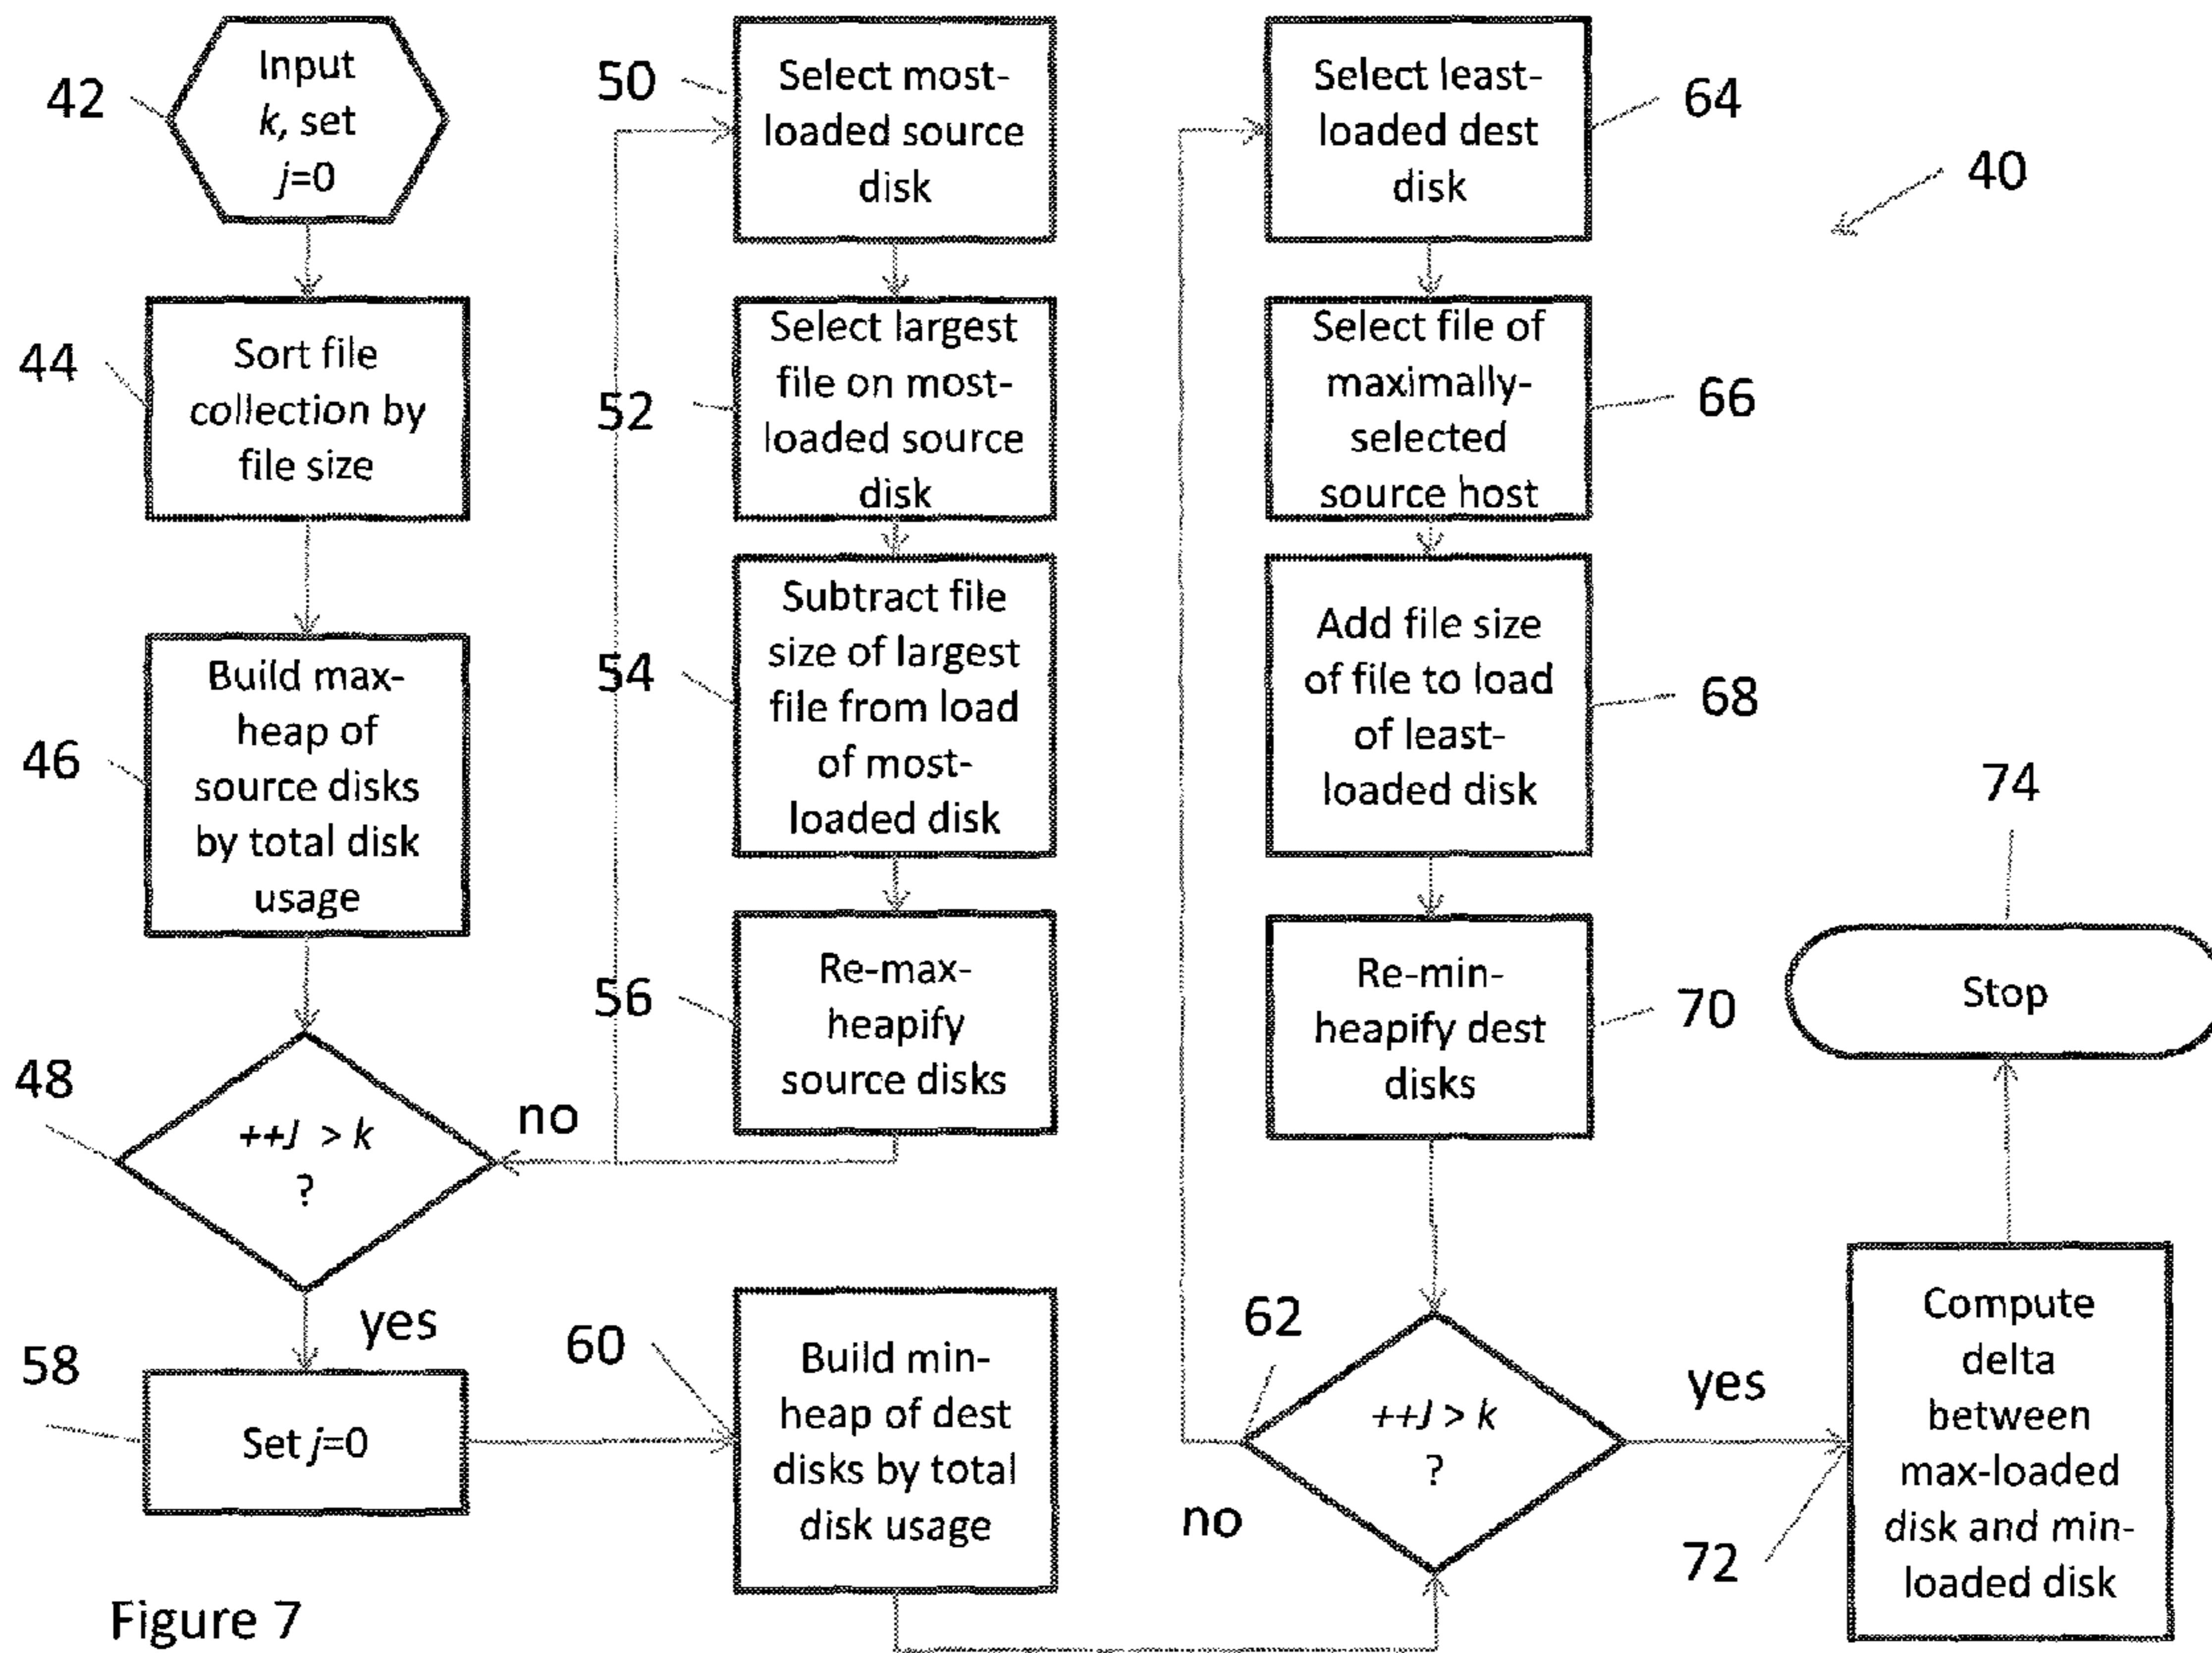 42
Input
k, set
j=0
44
Sort file
collection by
file size
46
Build max-
heap of
source disks
by total disk
usage
48
++J > k
?
no
yes
58
Set j=0
50
Select most-
loaded source
disk
52
Select largest
file on most-
loaded source
disk
54
Subtract file
size of largest
file from load
of most-
loaded disk
56
Re-max-
heapify
source disks
60
Build min-
heap of dest
disks by total
disk usage
64
Select least-
loaded dest
disk
66
Select file of
maximally-
selected
source host
68
Add file size
of file to load
of least-
loaded disk
70
Re-min-
heapify dest
disks
62
++J > k
?
no
yes
40
74
Stop
72
Compute
delta
between
max-loaded
disk and min-
loaded disk
Figure 7